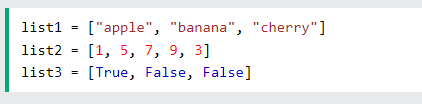 list1 = ["apple", "banana", "cherry"]
list2 = [1, 5, 7, 9, 3]
list3 = [True, False, False]